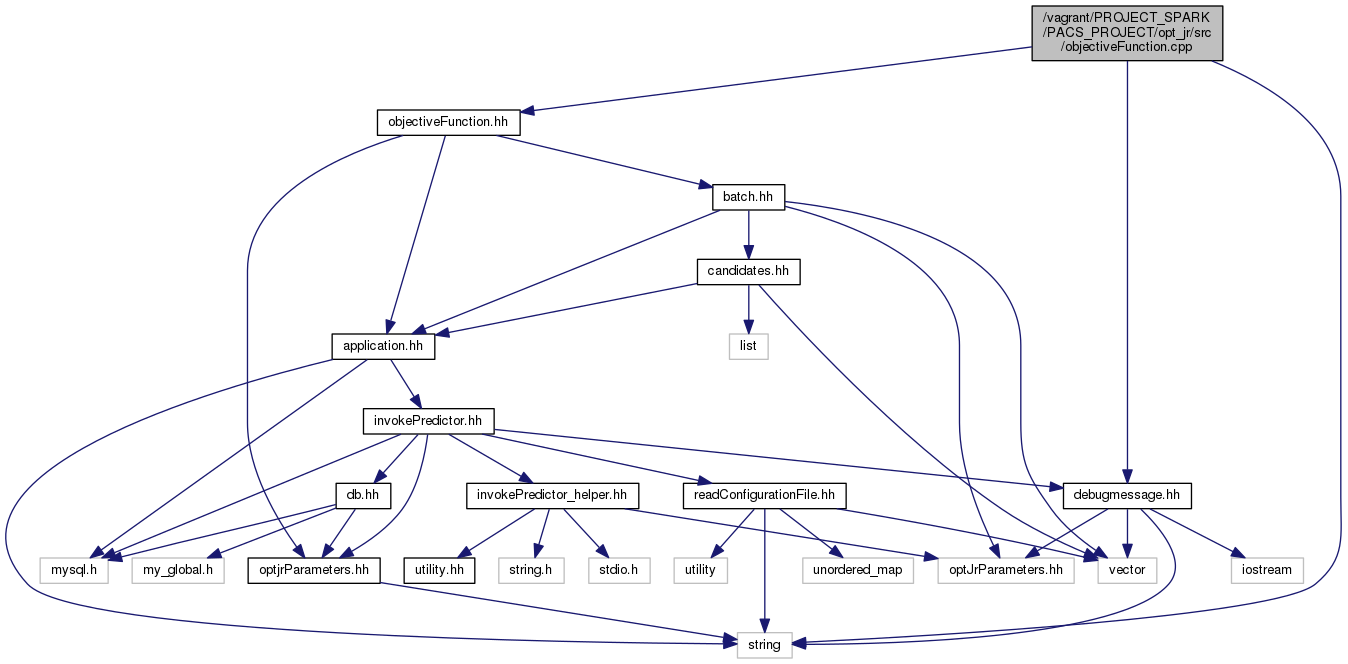 /vagrant/PROJECT_SPARK
/PACS_PROJECT/opt_jr/src
/objectiveFunction.cpp
objectiveFunction.hh
batch.hh
candidates.hh
application.hh
list
invokePredictor.hh
db.hh
invokePredictor_helper.hh
readConfigurationFile.hh
debugmessage.hh
mysql.h
my_global.h
optjrParameters.hh
utility.hh
string.h
stdio.h
utility
unordered_map
optJrParameters.hh
vector
iostream
string